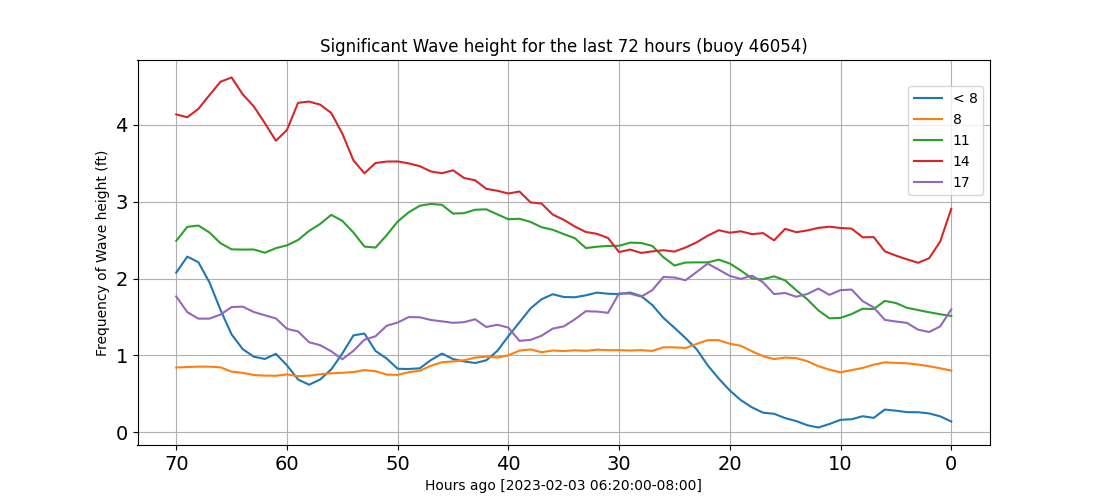 Significant Wave height for the last 72 hours (buoy 46054)
Frequency of Wave height (ft)
4
3
2
1
0
< 8
8
11
14
17
70 60 50 40 30 20 10 0
Hours ago [2023-02-03 06:20:00-08:00]